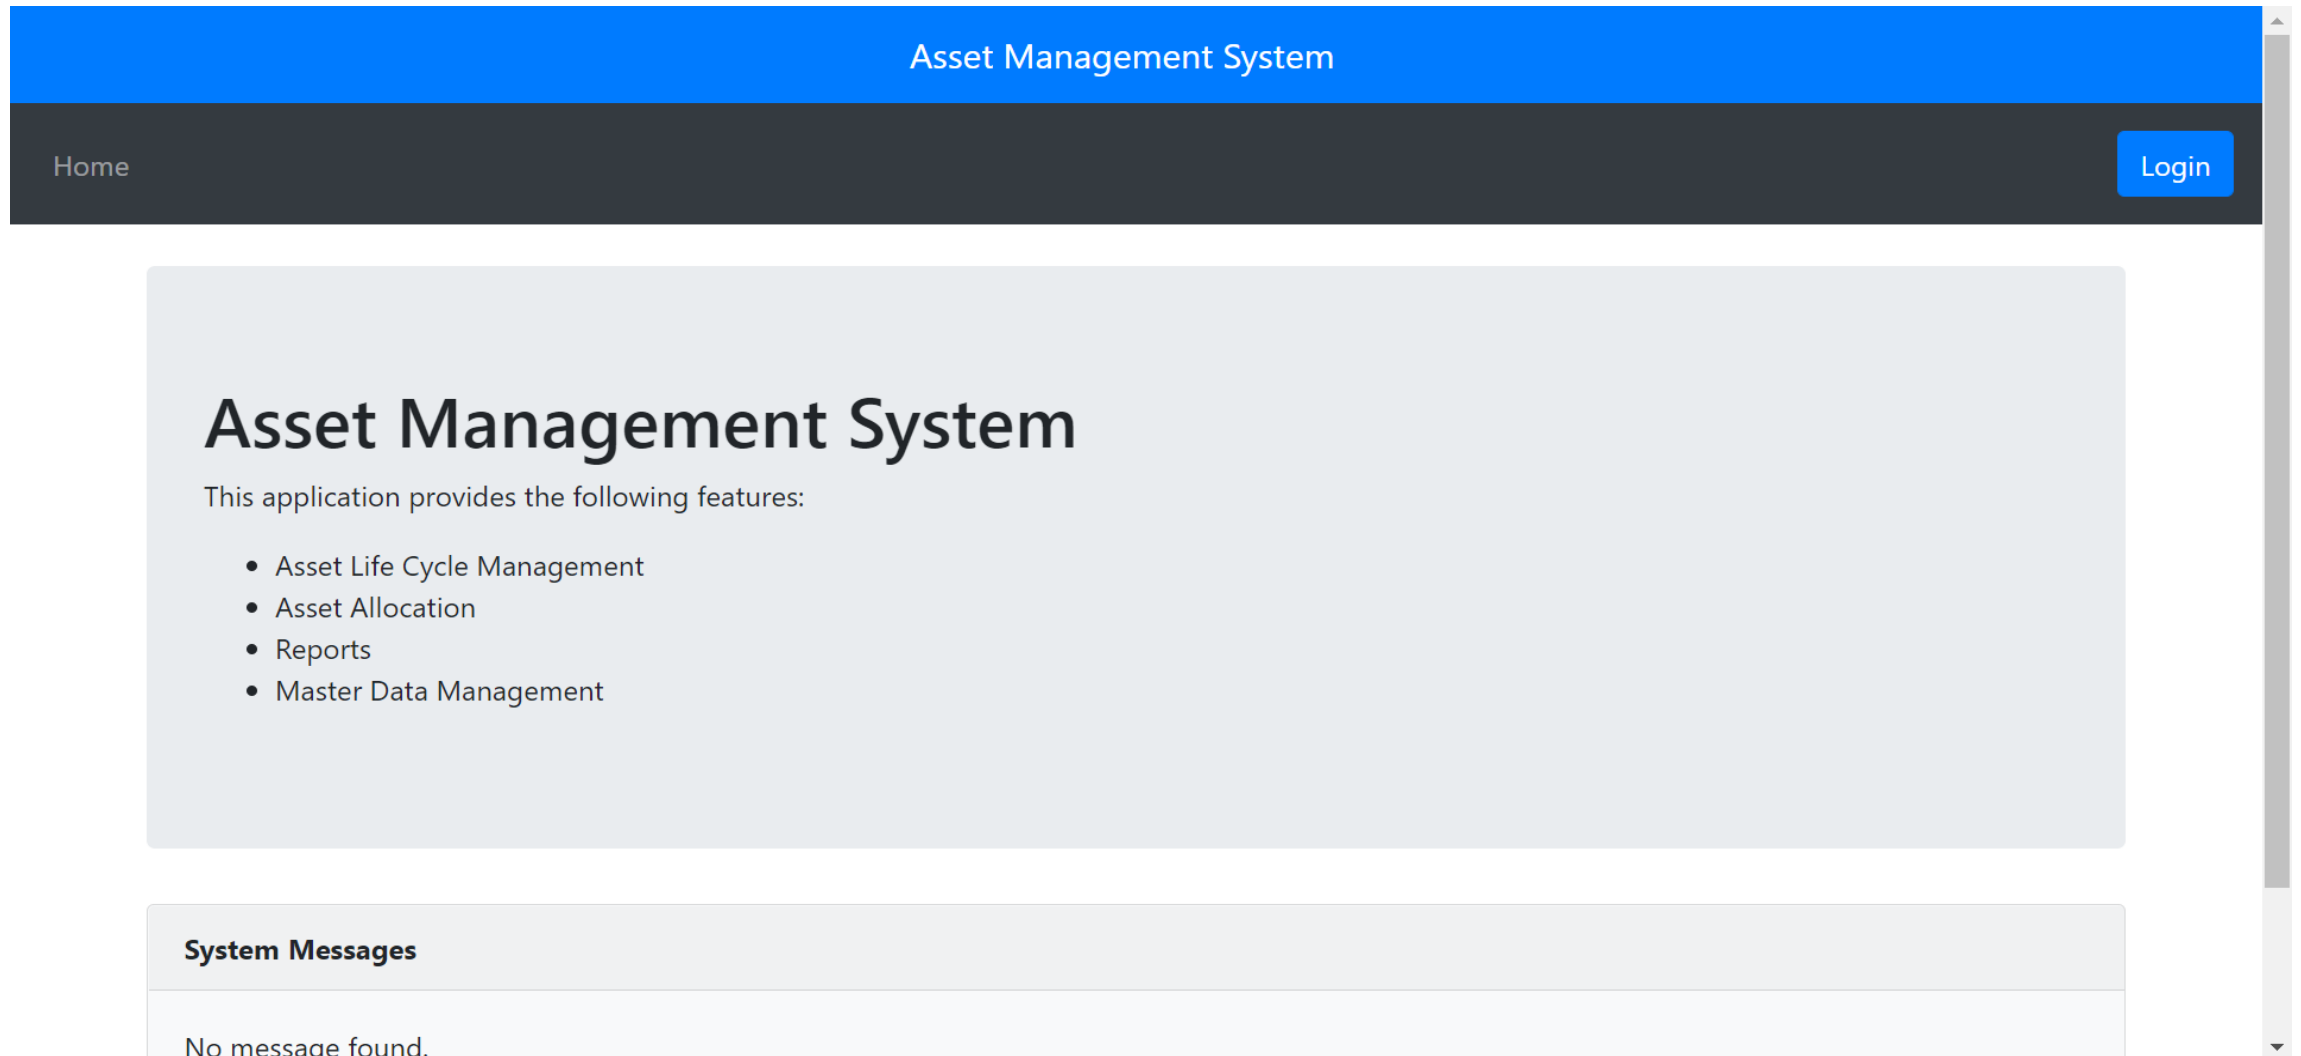 Asset Management System
Home
Login
Asset Management System
This application provides the following features:
Asset Life Cycle Management
Asset Allocation
Reports
Master Data Management
System Messages
No message found.